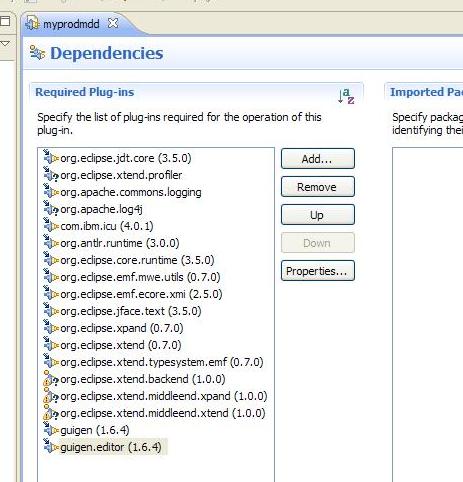 myprodmdd
Dependencies
Required Plug-ins
a
z
Specify the list of plug-ins required for the operation of this
plug-in.
org.eclipse.jdt.core (3.5.0)
org.eclipse.xtend.profiler
org.apache.commons.logging
org.apache.log4j
com.ibm.icu (4.0.1)
org.antlr.runtime (3.0.0)
org.eclipse.core.runtime (3.5.0)
org.eclipse.emf.mwe.utils (0.7.0)
org.eclipse.emf.ecore.xmi (2.5.0)
org.eclipse.jface.text (3.5.0)
org.eclipse.xpand (0.7.0)
org.eclipse.xtend (0.7.0)
org.eclipse.xtend.typesystem.emf (0.7.0)
org.eclipse.xtend.backend (1.0.0)
org.eclipse.xtend.middleend.xpand (1.0.0)
org.eclipse.xtend.middleend.xtend (1.0.0)
guigen (1.6.4)
guigen.editor (1.6.4)
Add...
Remove
Up
Down
Properties...
Imported Pac
Specify packag
identifying thei